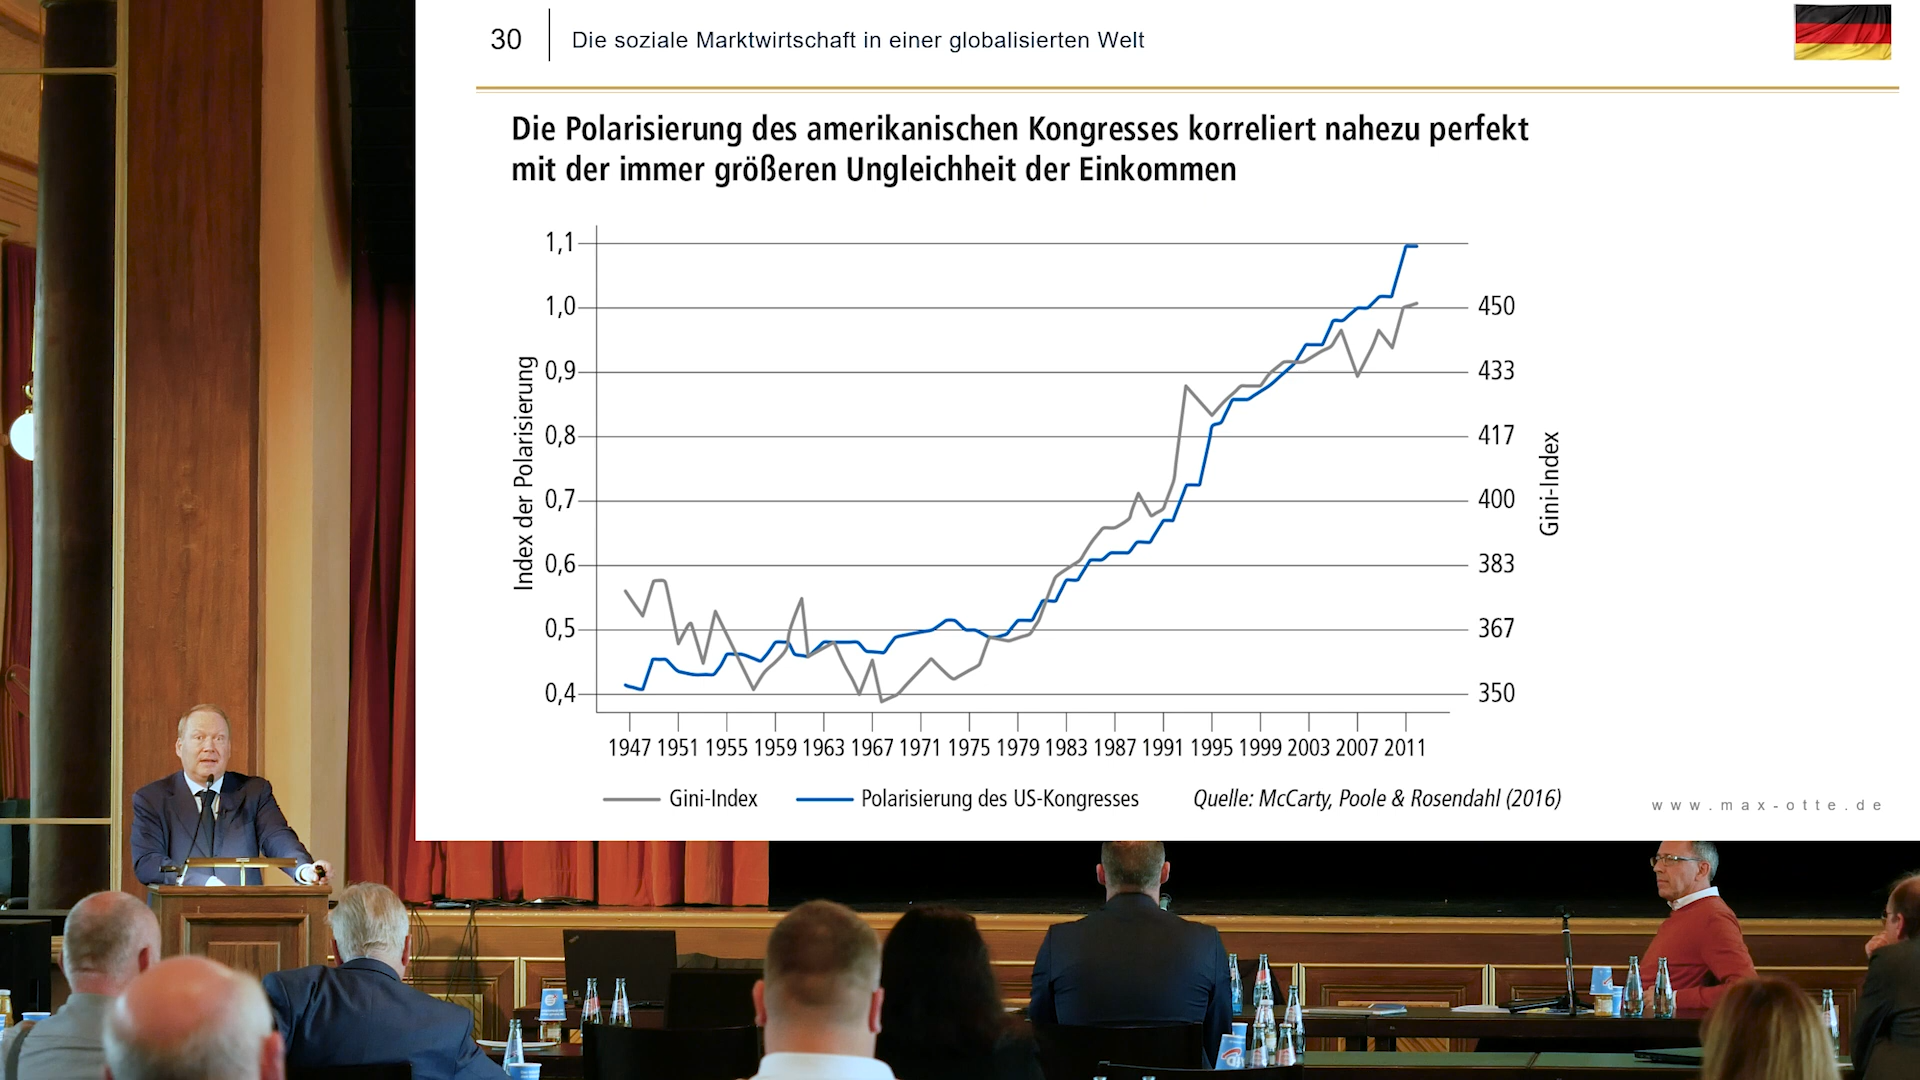 30 Die soziale Marktwirtschaft in einer globalisierten Welt
Die Polarisierung des amerikanischen Kongresses korreliert nahezu perfekt
mit der immer größeren Ungleichheit der Einkommen
Index der Polarisierung
1,1
1,0
0,9
0,8
0,7
0,6
0,5
0,4
450
433
417
400
383
367
350
Gini-Index
1947 1951 1955 1959 1963 1967 1971 1975 1979 1983 1987 1991 1995 1999 2003 2007 2011
Gini-Index Polarisierung des US-Kongresses Quelle: McCarty, Poole & Rosendahl (2016)
www.max-otte.de